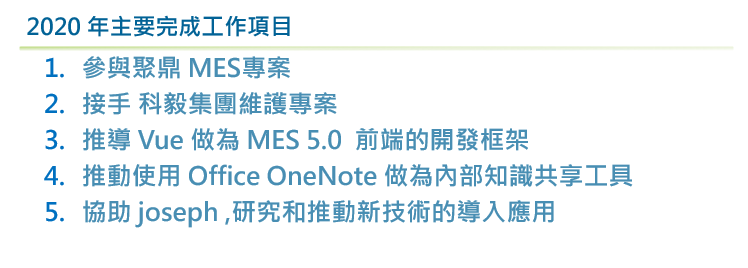 2020 年主要完成工作項目
1. 參與聚鼎 MES專案
2. 接手 科毅集團維護專案
3. 推導 Vue 做為 MES 5.0 前端的開發框架
4. 推動使用 Office OneNote 做為內部知識共享工具
5. 協助 joseph ,研究和推動新技術的導入應用